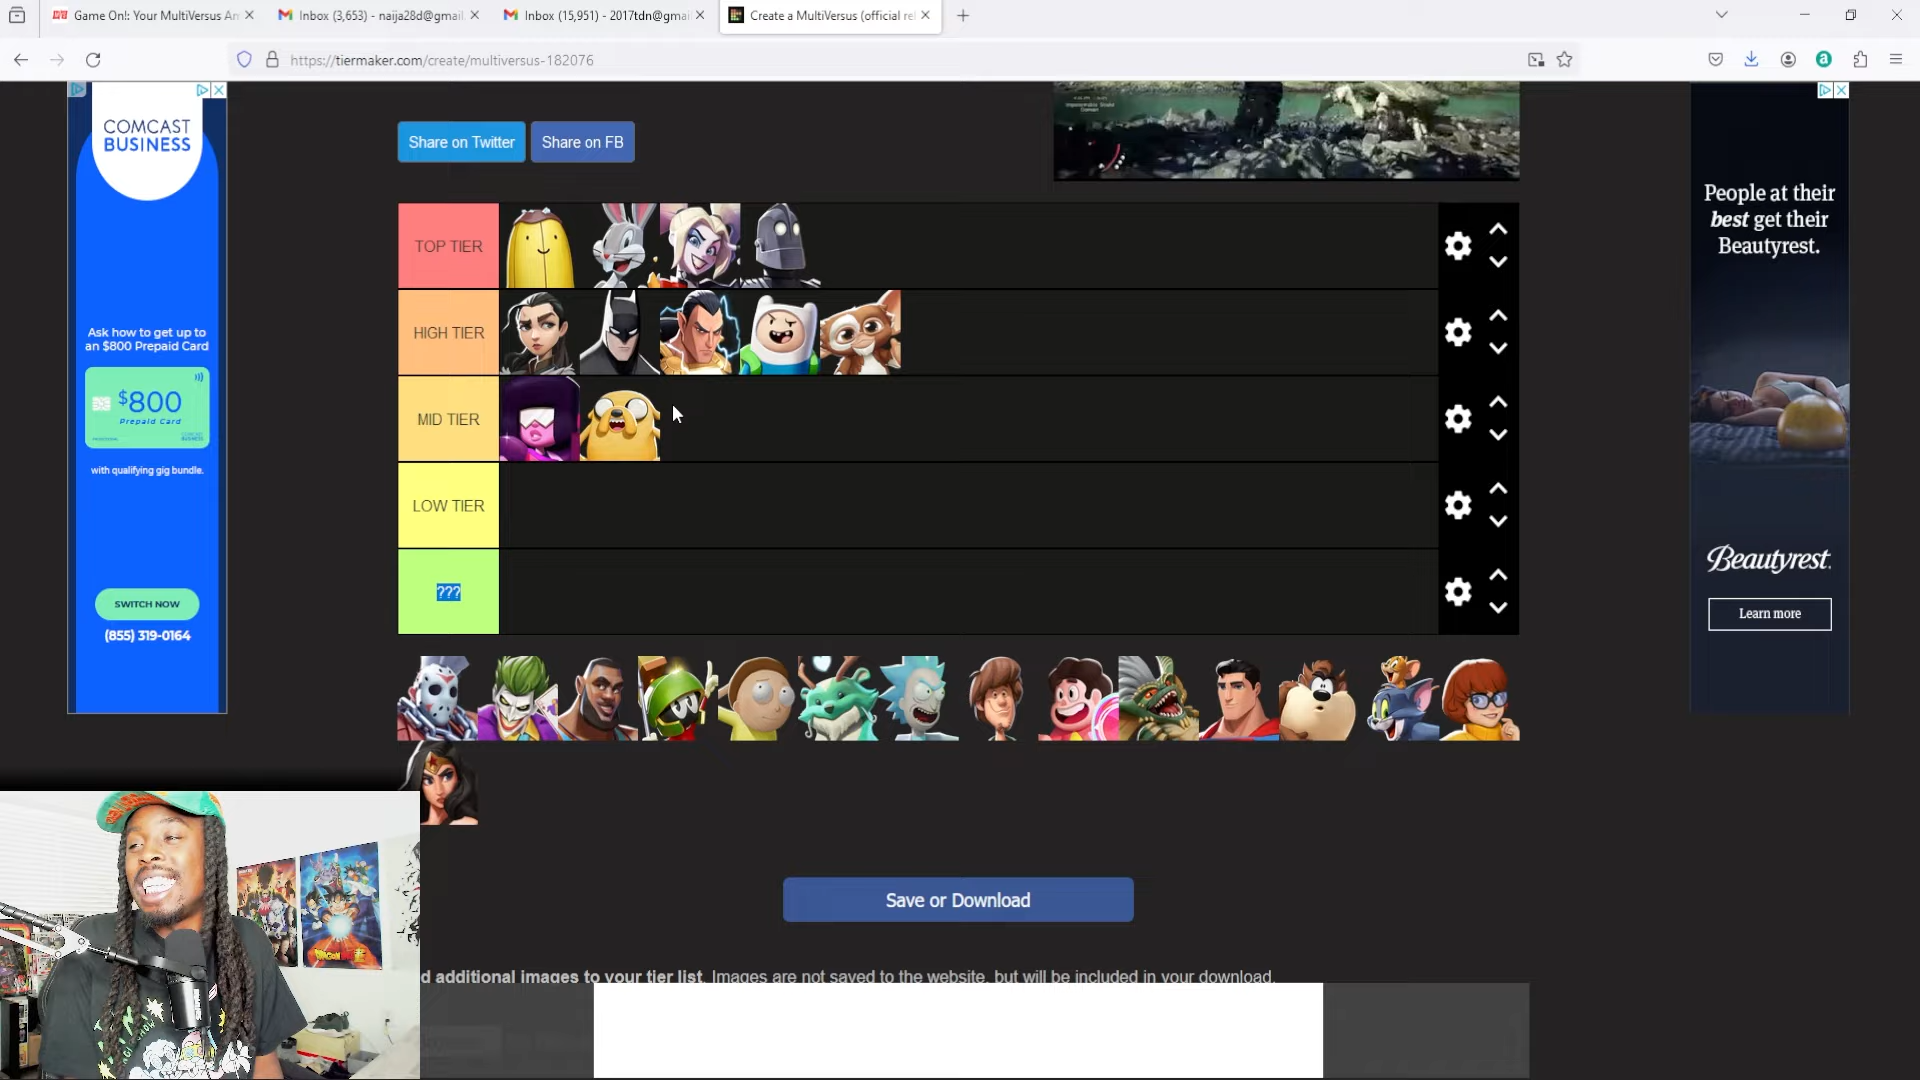 Game On!: Your MultiVersus An
Inbox (3,653) - naija28d@gmail.
Inbox (15,951) - 2017tdn@gmai
Create a MultiVersus (official rel
https://tiermaker.com/create/multiversus-182076
COMCAST
BUSINESS
Ask how to get up to
an $800 Prepaid Card
$800
Prepaid Card
with qualifying gig bundle.
SWITCH NOW
(855) 319-0164
Share on Twitter
Share on FB
TOP TIER
HIGH TIER
MID TIER
LOW TIER
???
Save or Download
d additional images to your tier list. Images are not saved to the website, but will be included in your download.
People at their
best get their
Beautyrest.
Beautyrest.
Learn more